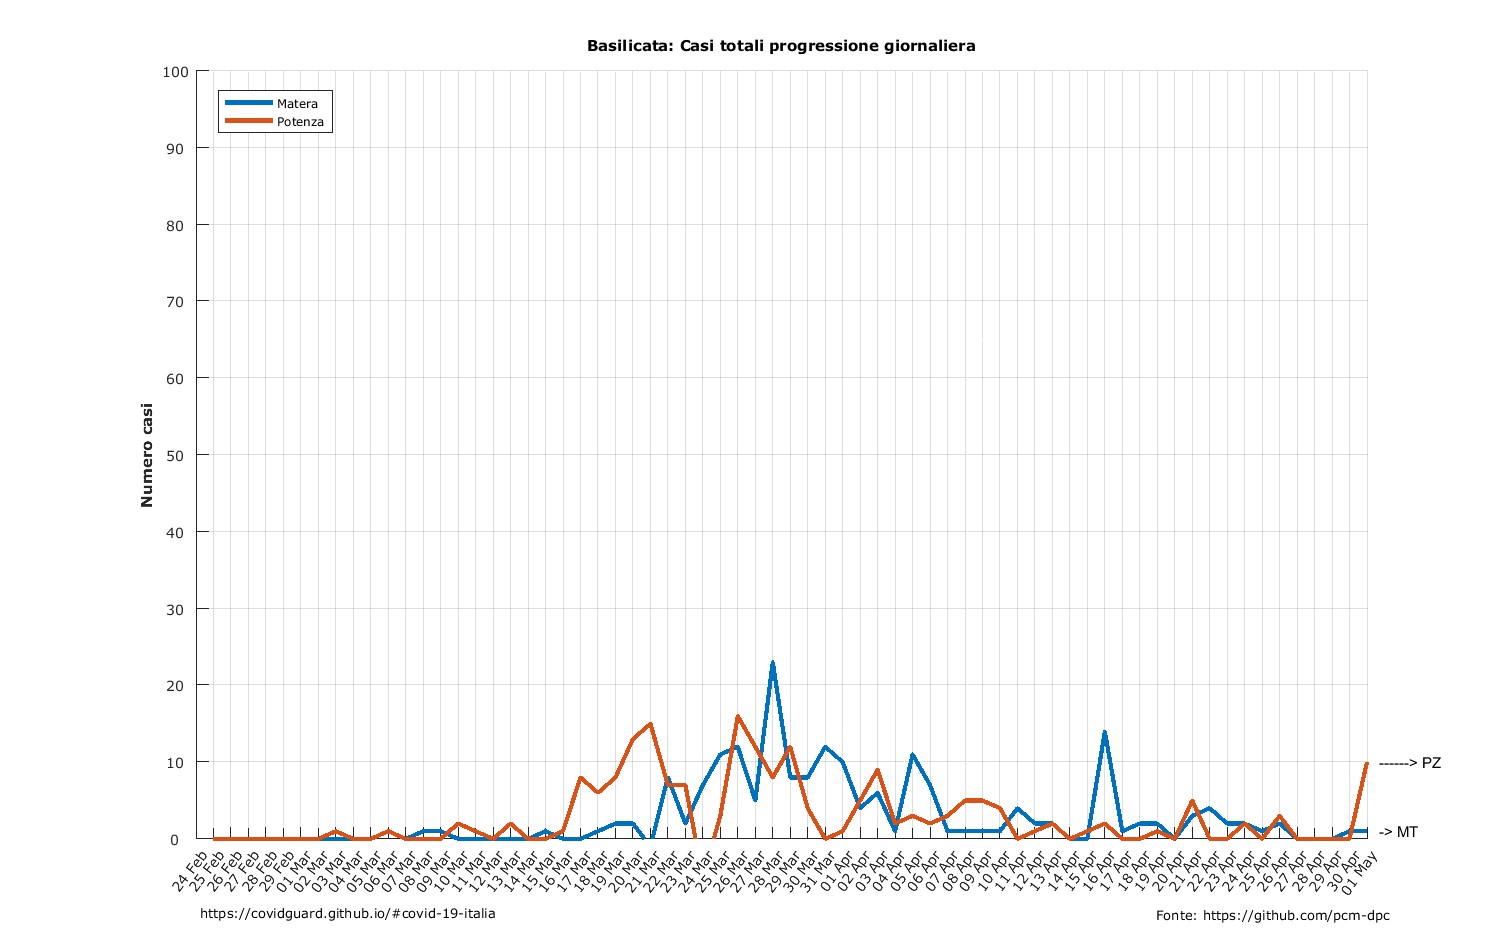 Basilicata: Casi totali progressione giornaliera
Matera
Potenza
Numero casi
100
90
80
70
60
50
40
30
20
10
0
------> PZ
-> MT
24 Feb
25 Feb
26 Feb
27 Feb
28 Feb
29 Feb
01 Mar
02 Mar
03 Mar
04 Mar
05 Mar
06 Mar
07 Mar
08 Mar
09 Mar
10 Mar
11 Mar
12 Mar
13 Mar
14 Mar
15 Mar
16 Mar
17 Mar
18 Mar
19 Mar
20 Mar
21 Mar
22 Mar
23 Mar
24 Mar
25 Mar
26 Mar
27 Mar
28 Mar
29 Mar
30 Mar
31 Mar
01 Apr
02 Apr
03 Apr
04 Apr
05 Apr
06 Apr
07 Apr
08 Apr
09 Apr
10 Apr
12 Apr
13 Apr
14 Apr
15 Apr
16 Apr
17 Apr
18 Apr
19 Apr
20 Apr
21 Apr
22 Apr
23 Apr
24 Apr
25 Apr
26 Apr
27 Apr
28 Apr
29 Apr
30 Apr
01 May
https://covidguard.github.io/#covid-19-italia
Fonte: https://github.com/pcm-dpc